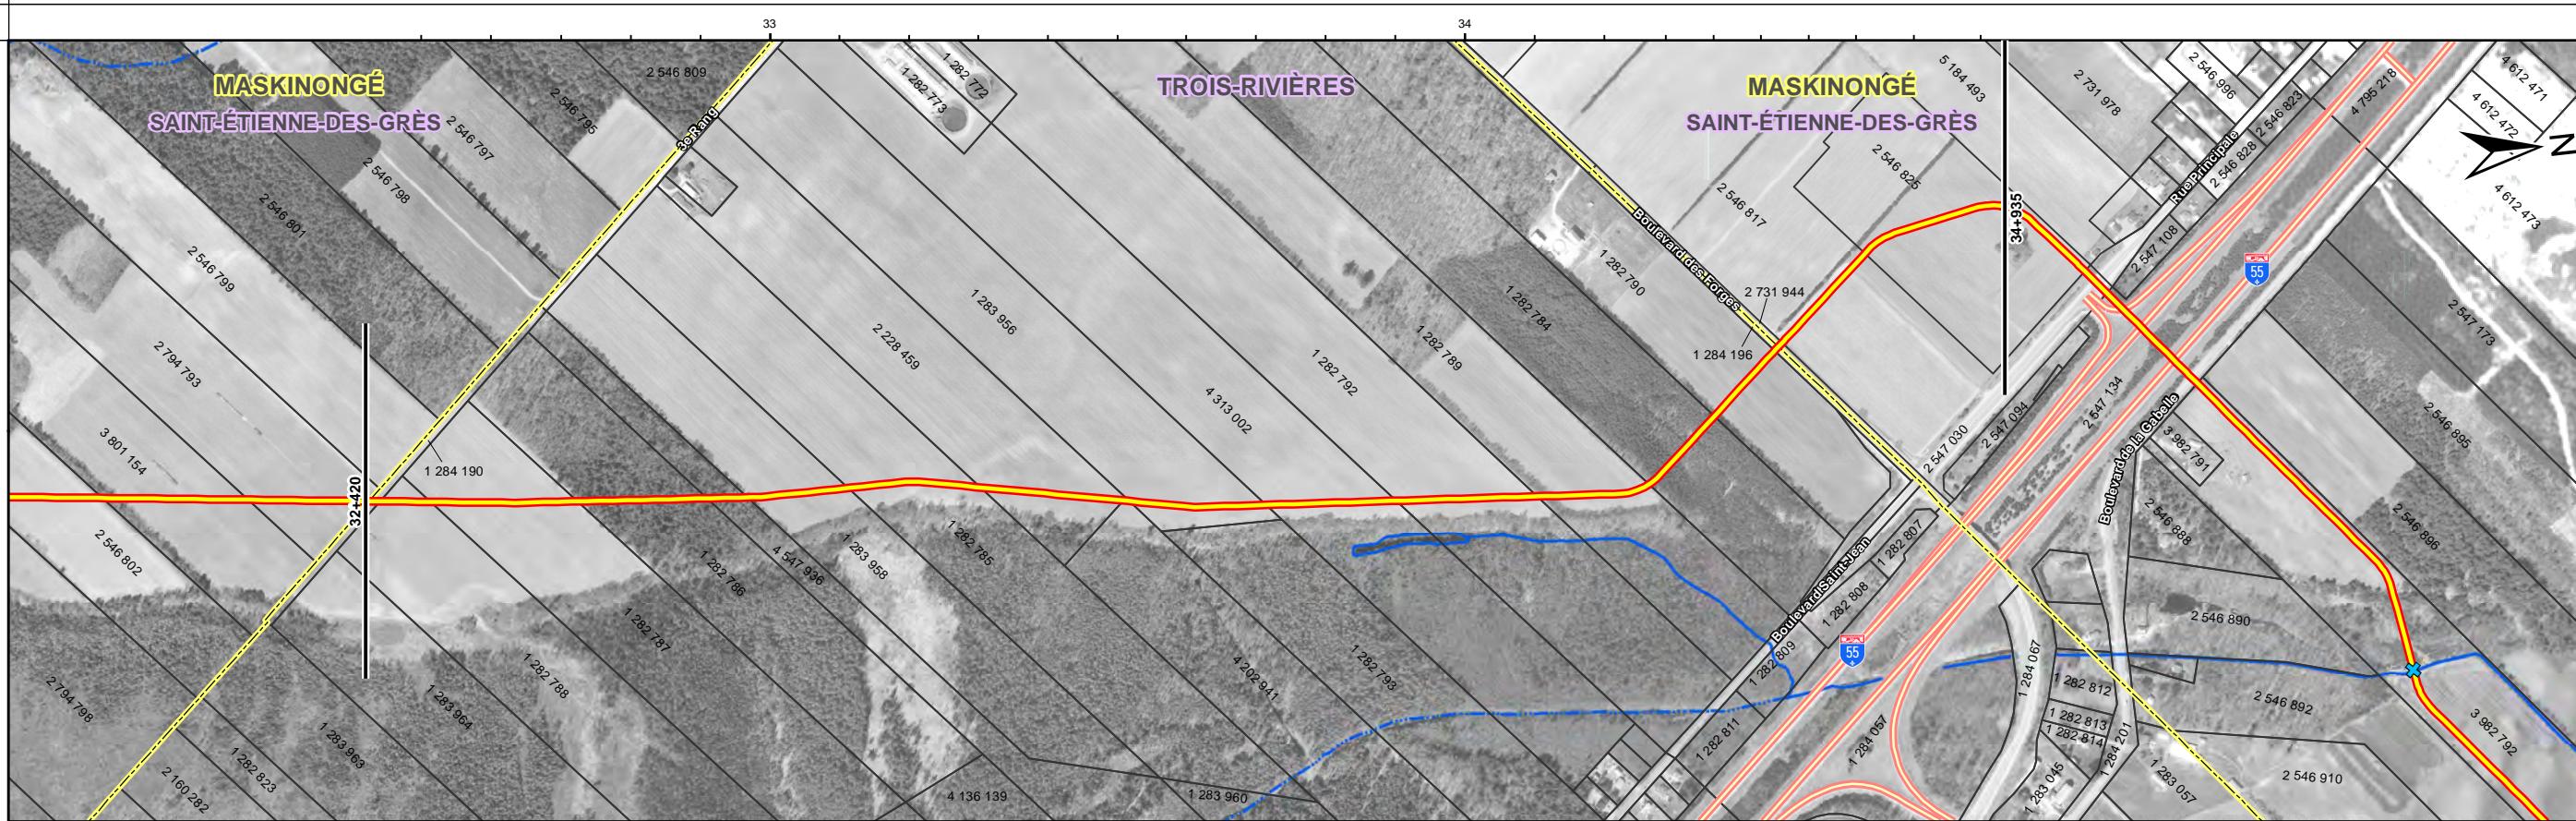 33
34
MASKINONGÉ
SAINT-ÉTIENNE-DES-GRÈS
TROIS-RIVIÈRES
MASKINONGÉ
SAINT-ÉTIENNE-DES-GRÈS
N
2 546 809
2 546 795
2 546 797
2 546 798
2 546 801
2 546 799
2 794 793
3 801 154
2 546 802
2 794 798
2 160 282
1 282 823
1 283 963
1 283 964
1 282 788
1 282 787
1 282 786
4 547 936
1 283 958
1 282 785
1 284 190
32+420
3e Rang
1 282 773
1 282 772
1 283 956
2 228 459
4 313 002
1 282 792
1 282 789
1 282 784
1 282 790
4 202 941
1 282 793
4 136 139
1 283 960
Boulevard des Forges
2 731 944
1 284 196
2 546 817
2 546 825
5 184 493
34+935
2 731 978
2 546 996
2 546 823
2 546 828
Rue Principale
2 547 108
4 795 218
4 612 471
4 612 472
4 612 473
55
2 547 173
2 547 134
2 547 094
2 547 030
Boulevard de la Gabelle
3 982 791
2 546 895
2 546 896
2 546 888
2 546 890
2 546 892
3 982 792
2 546 910
Boulevard Saint-Jean
1 282 807
1 282 808
1 282 809
1 282 811
55
1 284 057
1 284 067
1 282 812
1 282 813
1 282 814
1 284 201
1 283 045
1 283 057